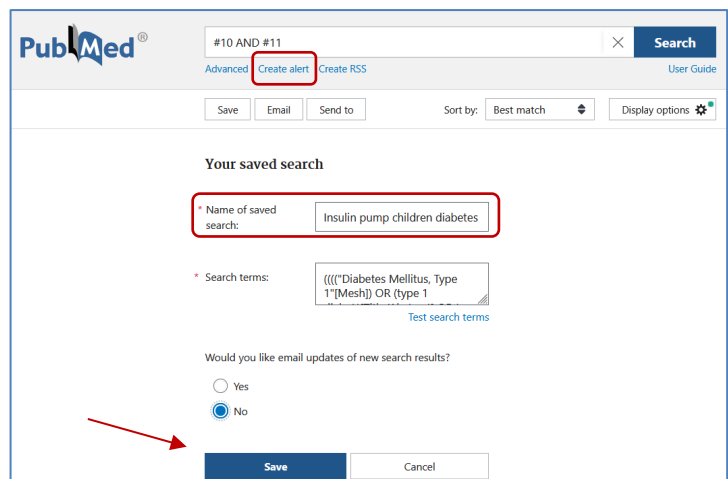 PubMed®
#10 AND #11
Search
Advanced Create alert Create RSS
User Guide
Save Email Send to
Sort by: Best match
Display options
Your saved search
* Name of saved search:
Insulin pump children diabetes
* Search terms:
(((("Diabetes Mellitus, Type
1"[Mesh]) OR (type 1
Test search terms
Would you like email updates of new search results?
Yes
No
Save
Cancel